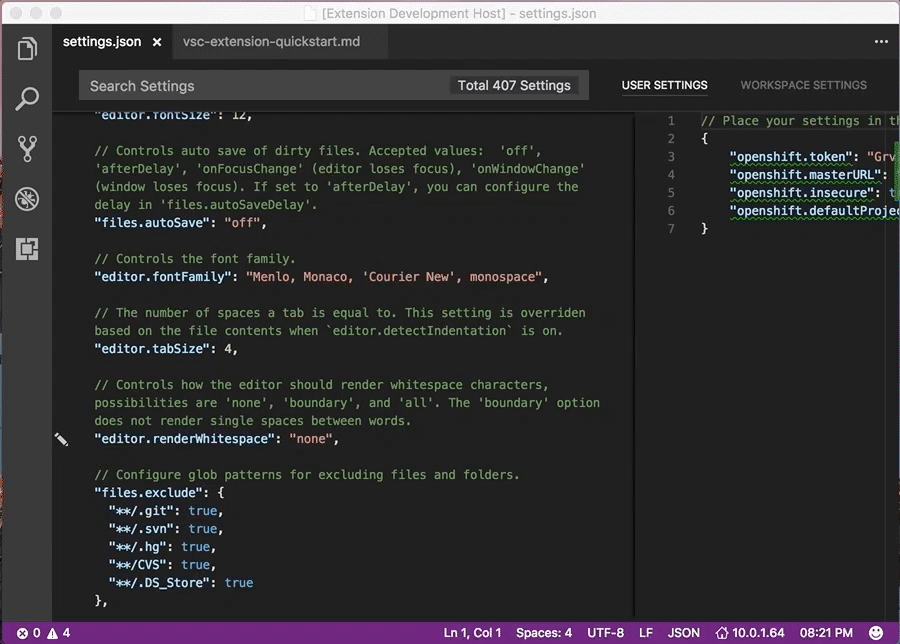 [Extension Development Host] - settings.json
settings.json ×
vsc-extension-quickstart.md
Search Settings
Total 407 Settings
USER SETTINGS
WORKSPACE SETTINGS
"editor.fontSize": 12,
// Controls auto save of dirty files. Accepted values:  'off',
'afterDelay', 'onFocusChange' (editor loses focus), 'onWindowChange'
(window loses focus). If set to 'afterDelay', you can configure the
delay in 'files.autoSaveDelay'.
"files.autoSave": "off",
// Controls the font family.
"editor.fontFamily": "Menlo, Monaco, 'Courier New', monospace",
// The number of spaces a tab is equal to. This setting is overriden
based on the file contents when `editor.detectIndentation` is on.
"editor.tabSize": 4,
// Controls how the editor should render whitespace characters,
possibilities are 'none', 'boundary', and 'all'. The 'boundary' option
does not render single spaces between words.
"editor.renderWhitespace": "none",
// Configure glob patterns for excluding files and folders.
"files.exclude": {
"**/.git": true,
"**/.svn": true,
"**/.hg": true,
"**/CVS": true,
"**/.DS_Store": true
},
1 // Place your settings in th
2 {
3 "openshift.token": "Grv
4 "openshift.masterURL":
5 "openshift.insecure": t
6 "openshift.defaultProjec
7 }
0 4
Ln 1, Col 1
Spaces: 4
UTF-8
LF
JSON
10.0.1.64
08:21 PM